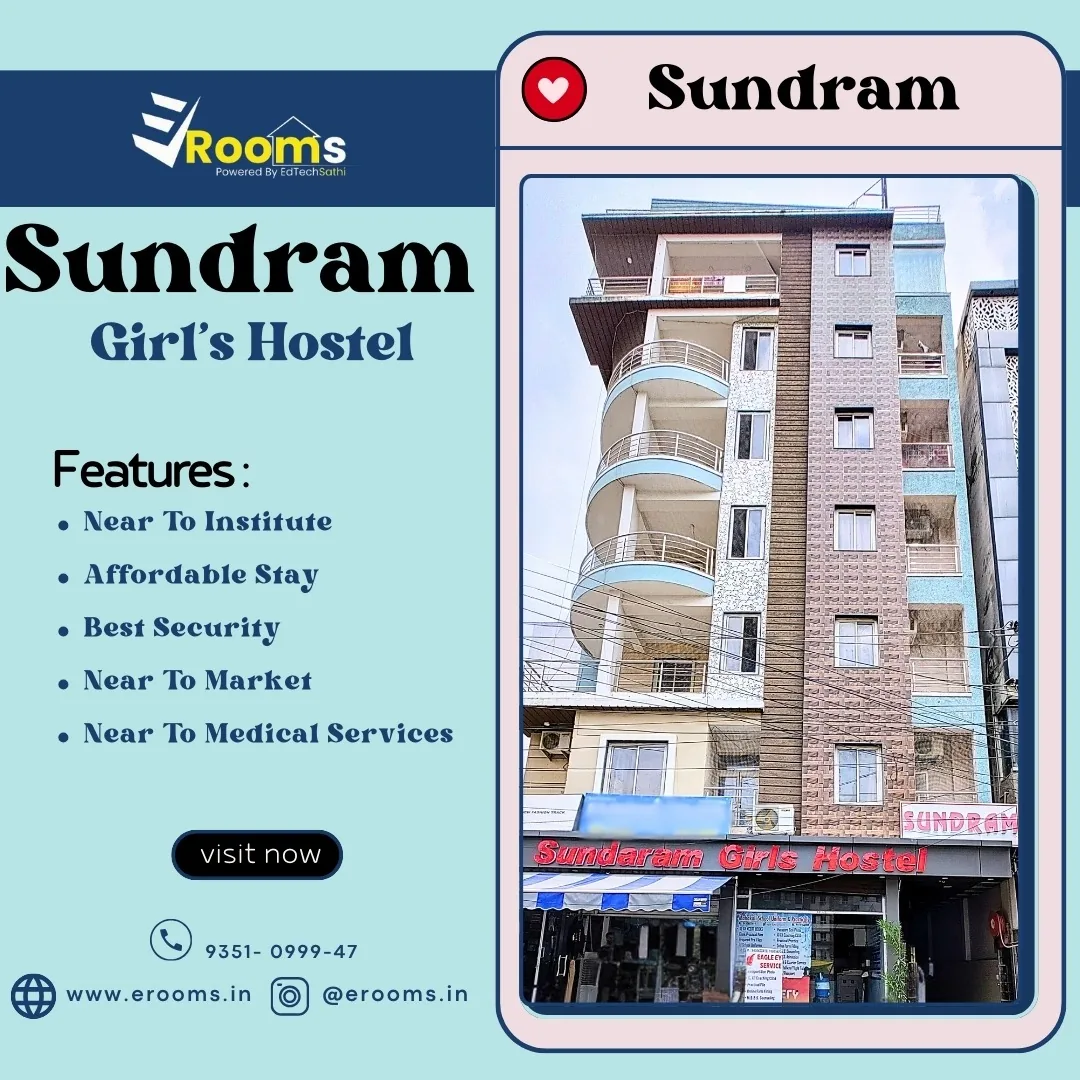 ERooms
Powered By EdTechSathi
Sundram
Girl's Hostel
Features :
• Near To Institute
• Affordable Stay
• Best Security
• Near To Market
• Near To Medical Services
visit now
9351- 0999-47
www.erooms.in
@erooms.in
Sundram
SUNDRAM
Sundaram Girls Hostel
EAGLE EY
SERVICE